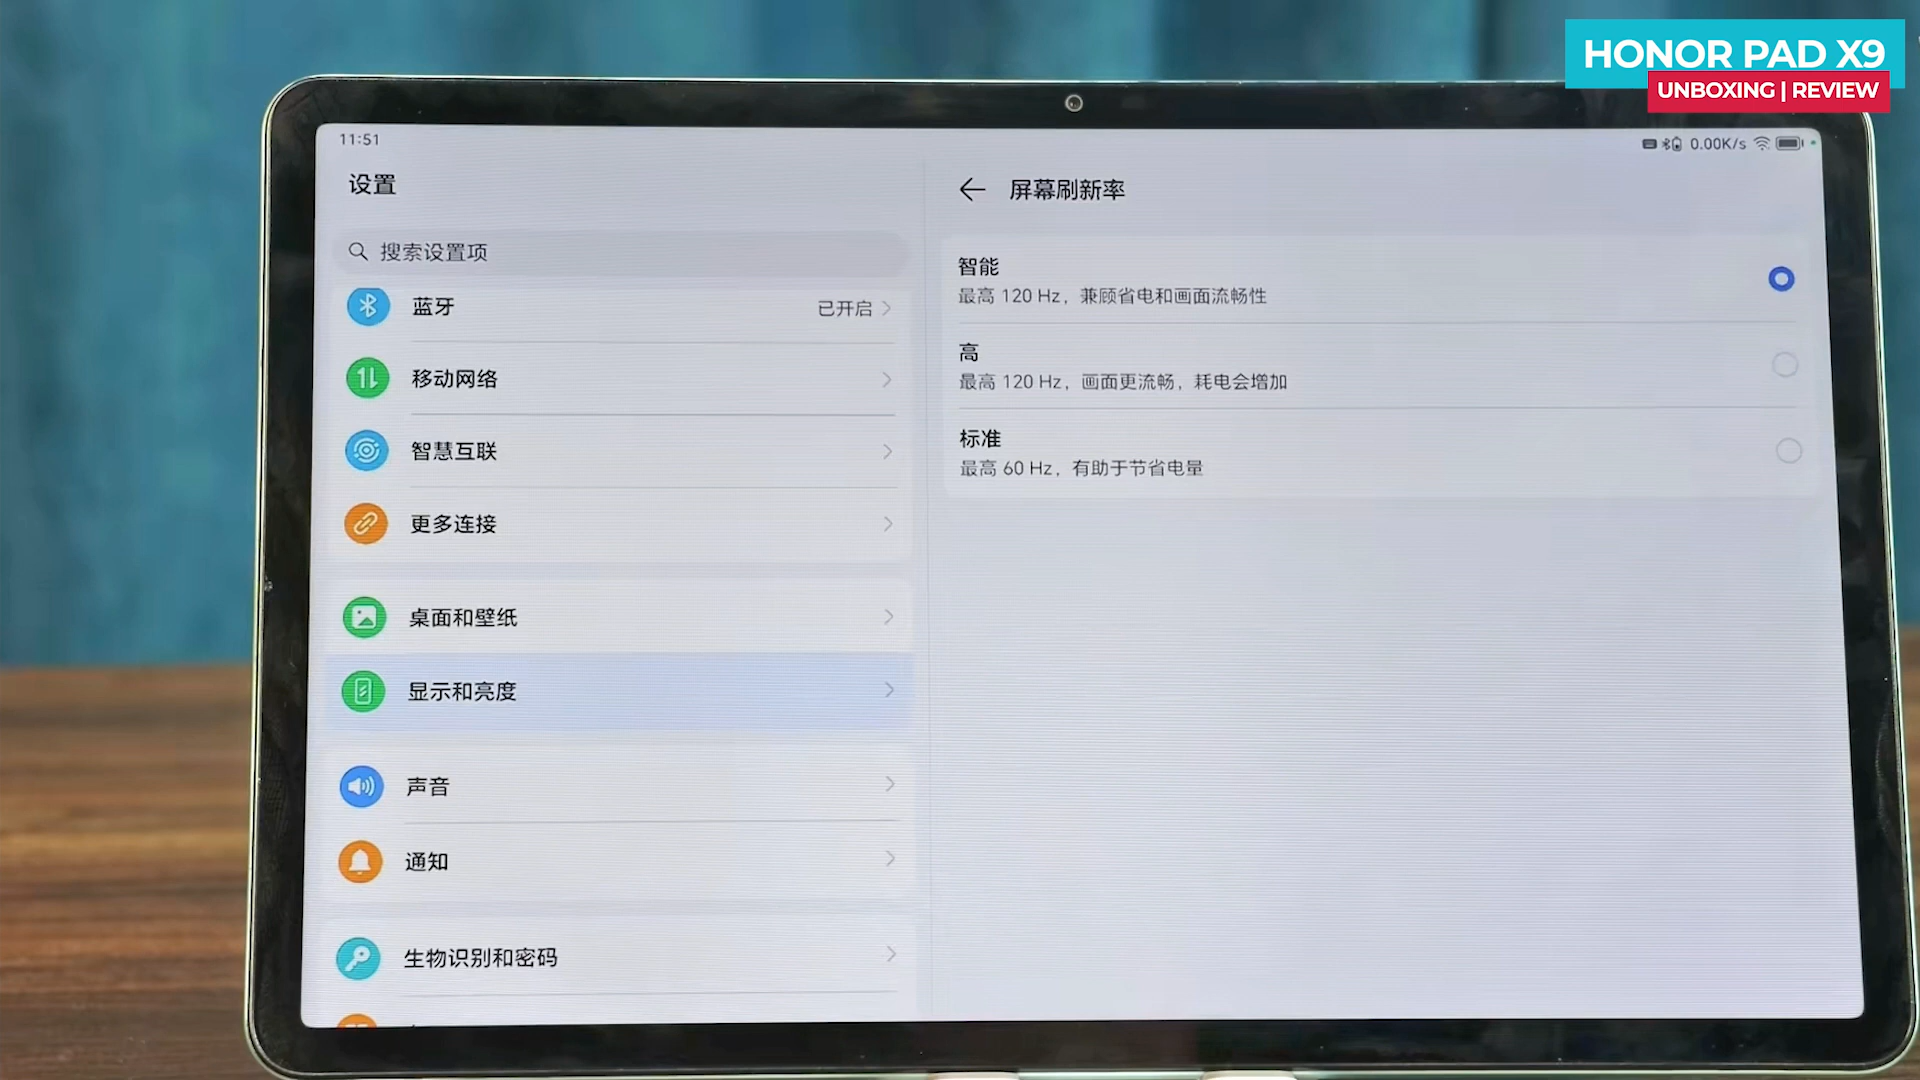 HONOR PAD X9
UNBOXING | REVIEW
11:51
0.00K/s
设置
搜索设置项
蓝牙
已开启
移动网络
智慧互联
更多连接
桌面和壁纸
显示和亮度
声音
通知
生物识别和密码
屏幕刷新率
智能
最高 120 Hz，兼顾省电和画面流畅性
高
最高 120 Hz，画面更流畅，耗电会增加
标准
最高 60 Hz，有助于节省电量